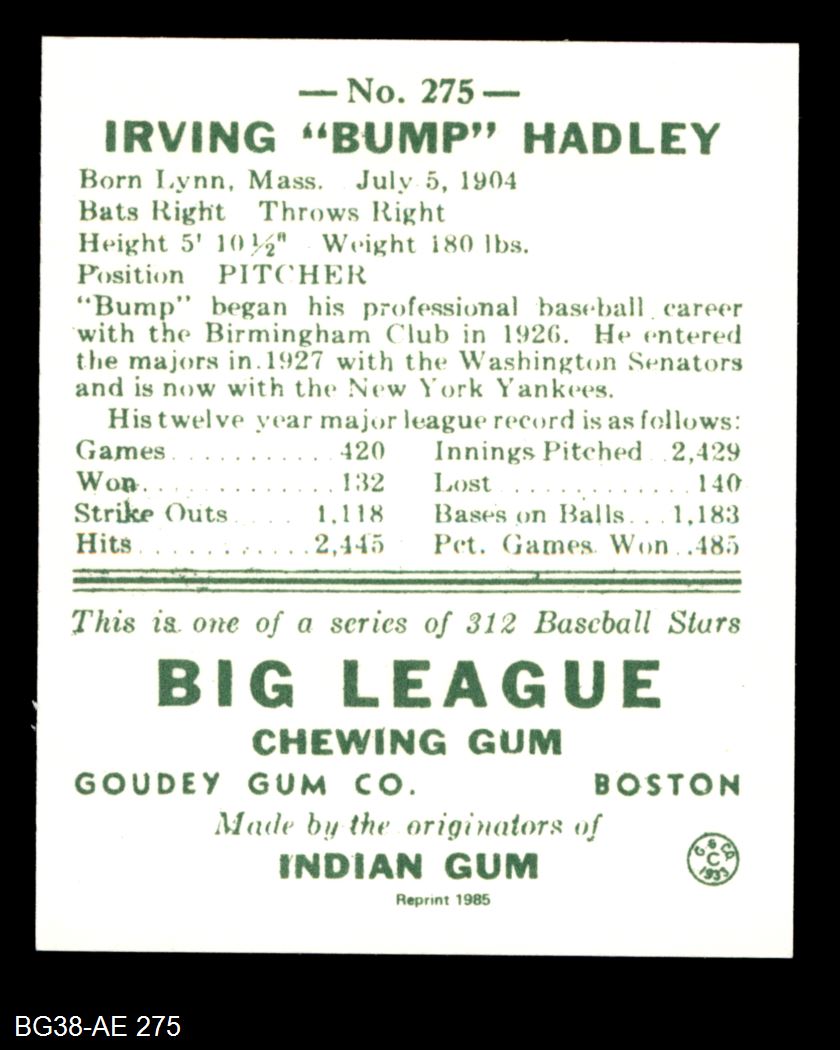 — No. 275 —
IRVING "BUMP" HADLEY
Born Lynn, Mass. July 5, 1904
Bats Right Throws Right
Height 5' 10½" Weight 180 lbs.
Position PITCHER
"Bump" began his professional baseball career
with the Birmingham Club in 1926. He entered
the majors in 1927 with the Washington Senators
and is now with the New York Yankees.
His twelve year major league record is as follows:
Games ........... 420 Innings Pitched .. 2,429
Won ............. 132 Lost ............ 140
Strike Outs ..... 1,118 Bases on Balls... 1,183
Hits ............ 2,445 Pct. Games Won ...485
This is one of a series of 312 Baseball Stars
BIG LEAGUE
CHEWING GUM
GOUDEY GUM CO. BOSTON
Made by the originators of
INDIAN GUM
G & CO
C
1933
Reprint 1985
BG38-AE 275